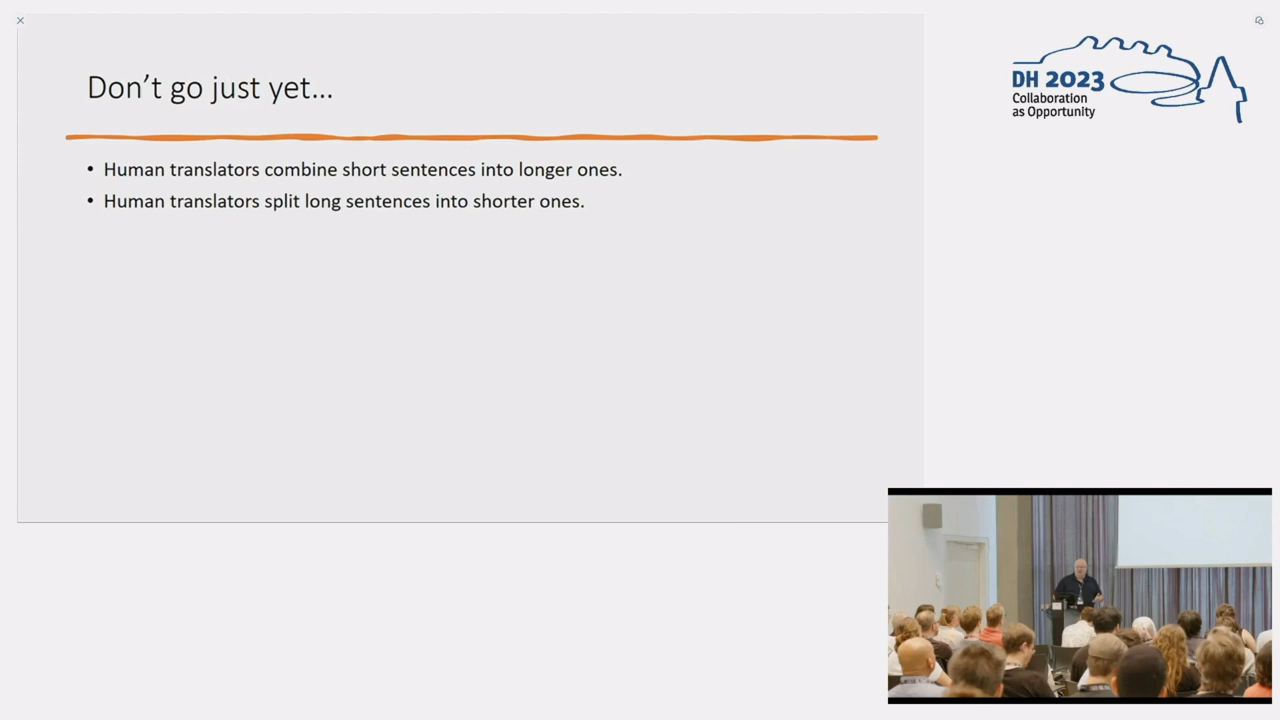 Don’t go just yet...
• Human translators combine short sentences into longer ones.
• Human translators split long sentences into shorter ones.
DH 2023
Collaboration
as Opportunity